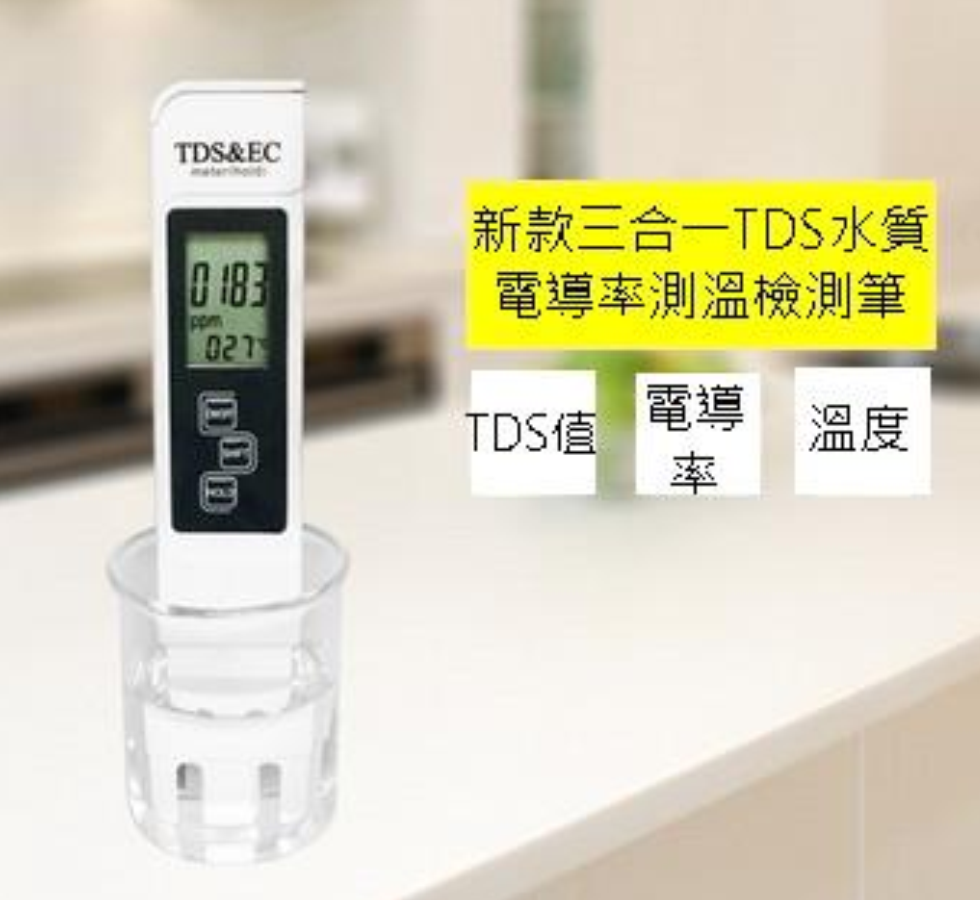 TDS&EC
meter(hold)
0183
ppm
027°
新款三合一TDS水質
電導率測溫檢測筆
TDS值
電導
率
溫度